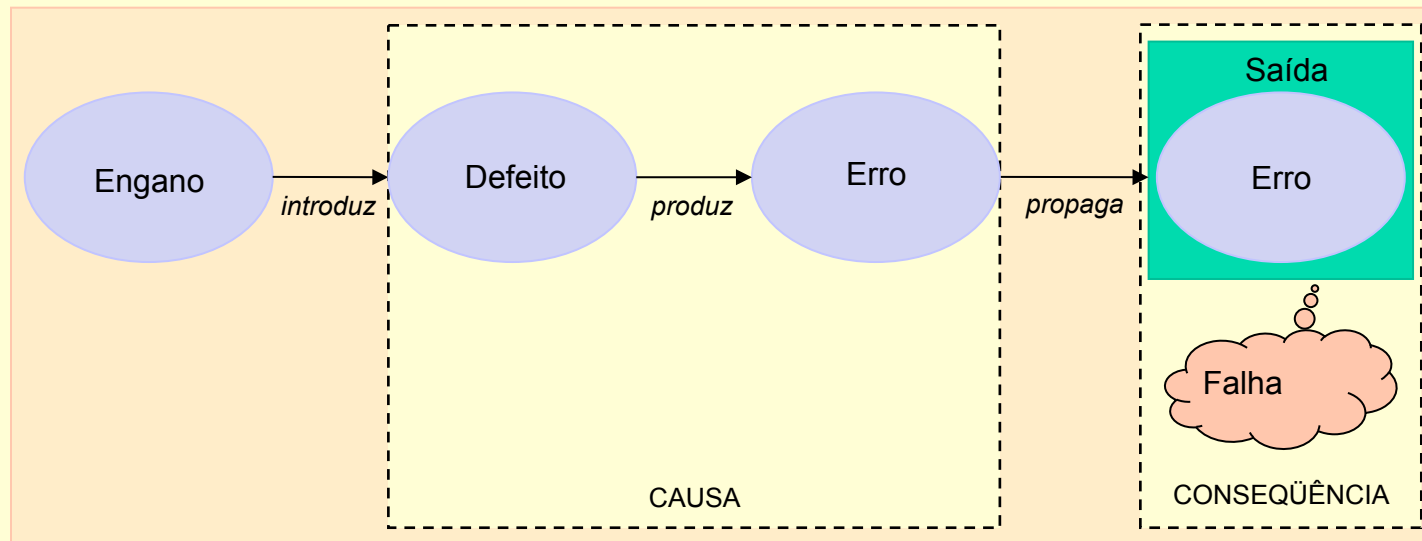 Saída
Engano
introduz
Defeito
produz
Erro
propaga
Erro
Falha
CAUSA
CONSEQÜÊNCIA